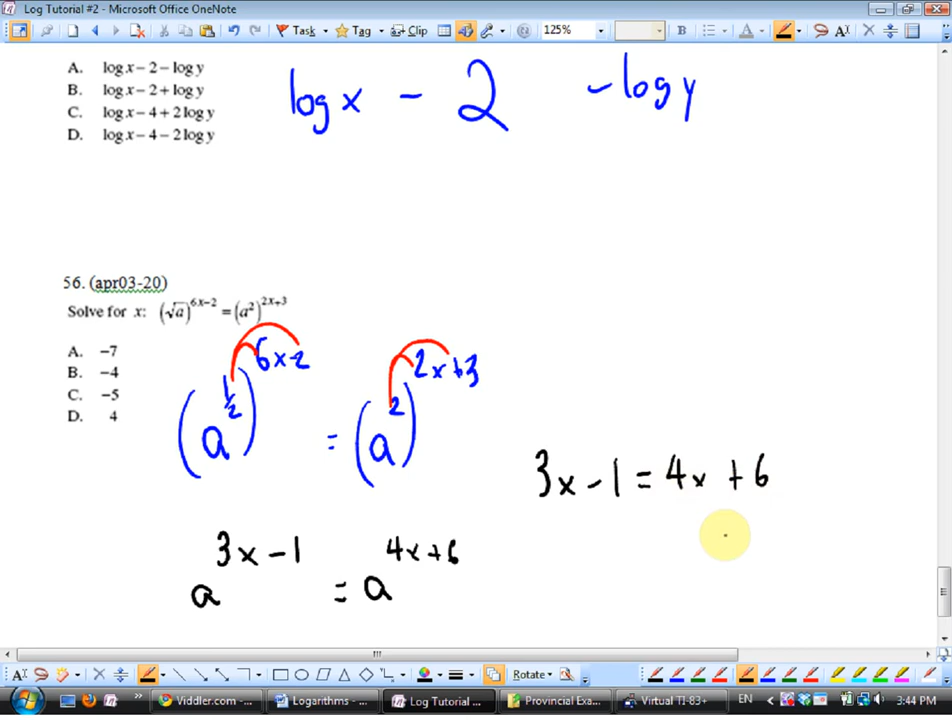 Log Tutorial #2 - Microsoft Office OneNote
Task Tag Clip 125% B A
A. log x − 2 − log y
B. log x − 2 + log y
C. log x − 4 + 2 log y
D. log x − 4 − 2 log y
log x − 2 − log y
56. (apr03-20)
Solve for x: (√a)^(6x−2) = (a²)^(2x+3)
A. −7
B. −4
C. −5
D. 4
(a^(1/2))^(6x−2) = (a^2)^(2x+3)
3x − 1 = 4x + 6
a^(3x−1) = a^(4x+6)
A Rotate
Viddler.com... Logarithms - ... Log Tutorial ... Provincial Exa... Virtual TI-83+ EN 3:44 PM